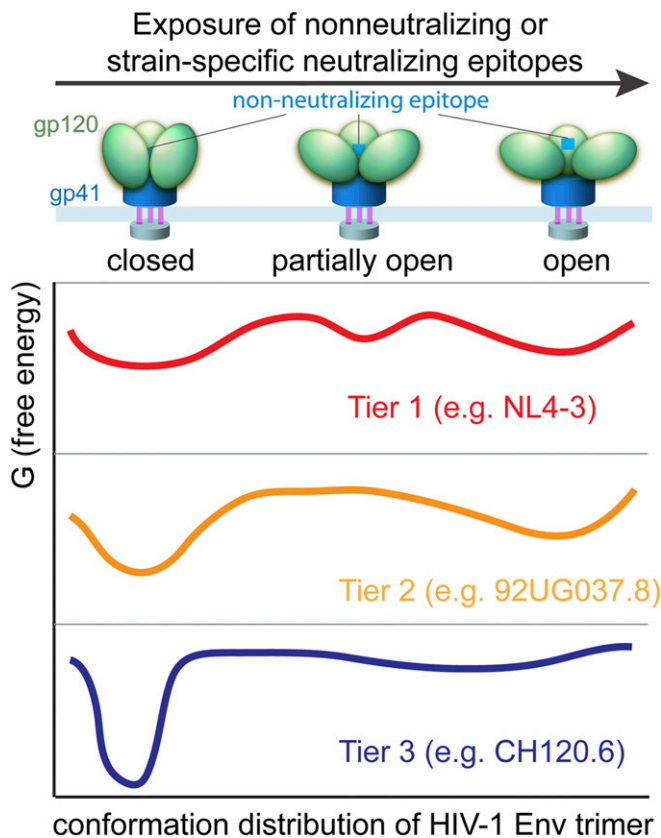 Exposure of nonneutralizing or
strain-specific neutralizing epitopes
non-neutralizing epitope
gp120
gp41
closed
partially open
open
G (free energy)
Tier 1 (e.g. NL4-3)
Tier 2 (e.g. 92UG037.8)
Tier 3 (e.g. CH120.6)
conformation distribution of HIV-1 Env trimer